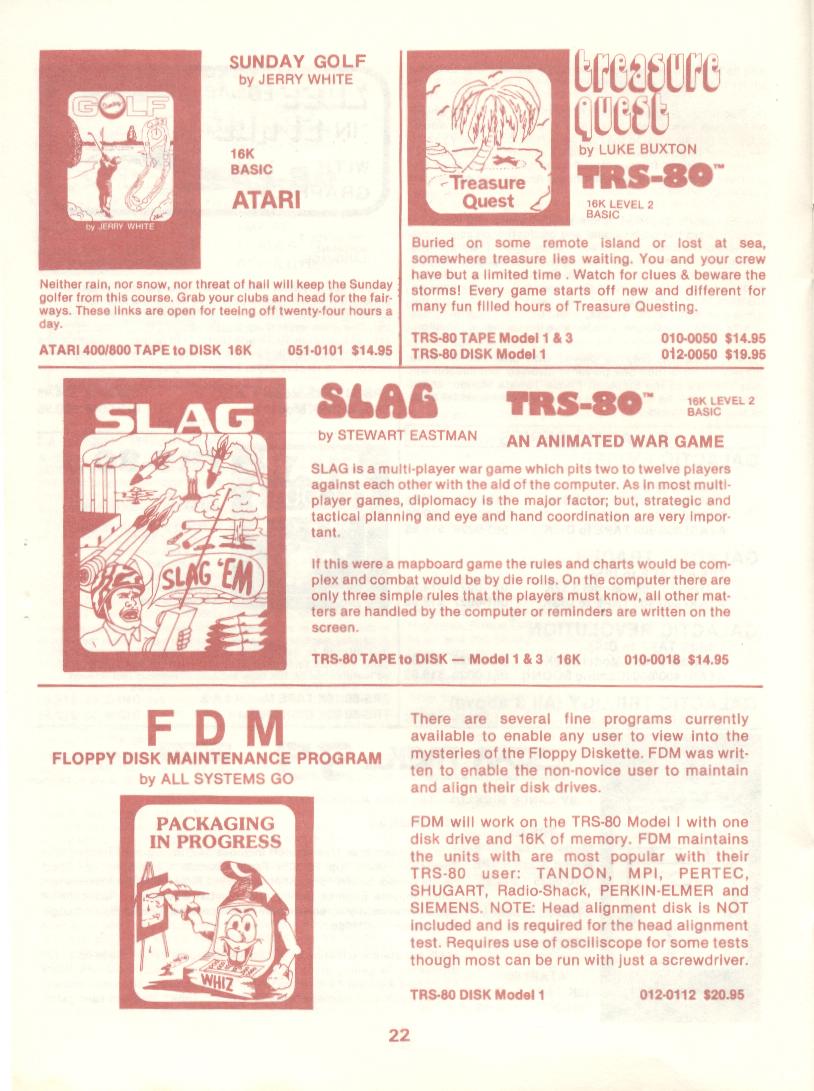 SUNDAY GOLF
by JERRY WHITE
GOLF
16K
BASIC
ATARI
by JERRY WHITE
Neither rain, nor snow, nor threat of hail will keep the Sunday
golfer from this course. Grab your clubs and head for the fair-
ways. These links are open for teeing off twenty-four hours a
day.
ATARI 400/800 TAPE to DISK 16K 051-0101 $14.95
treasure
quest
by LUKE BUXTON
TRS-80™
16K LEVEL 2
BASIC
Treasure
Quest
Buried on some remote island or lost at sea,
somewhere treasure lies waiting. You and your crew
have but a limited time . Watch for clues & beware the
storms! Every game starts off new and different for
many fun filled hours of Treasure Questing.
TRS-80 TAPE Model 1 & 3 010-0050 $14.95
TRS-80 DISK Model 1 012-0050 $19.95
SLAG
SLAG 'EM
SLAG
by STEWART EASTMAN
TRS-80™
16K LEVEL 2
BASIC
AN ANIMATED WAR GAME
SLAG is a multi-player war game which pits two to twelve players
against each other with the aid of the computer. As in most multi-
player games, diplomacy is the major factor; but, strategic and
tactical planning and eye and hand coordination are very impor-
tant.
If this were a mapboard game the rules and charts would be com-
plex and combat would be by die rolls. On the computer there are
only three simple rules that the players must know, all other mat-
ters are handled by the computer or reminders are written on the
screen.
TRS-80 TAPE to DISK — Model 1 & 3 16K 010-0018 $14.95
F D M
FLOPPY DISK MAINTENANCE PROGRAM
by ALL SYSTEMS GO
PACKAGING
IN PROGRESS
WHIZ
There are several fine programs currently
available to enable any user to view into the
mysteries of the Floppy Diskette. FDM was writ-
ten to enable the non-novice user to maintain
and align their disk drives.
FDM will work on the TRS-80 Model I with one
disk drive and 16K of memory. FDM maintains
the units with are most popular with their
TRS-80 user: TANDON, MPI, PERTEC,
SHUGART, Radio-Shack, PERKIN-ELMER and
SIEMENS. NOTE: Head alignment disk is NOT
included and is required for the head alignment
test. Requires use of osciliscope for some tests
though most can be run with just a screwdriver.
TRS-80 DISK Model 1 012-0112 $20.95
22